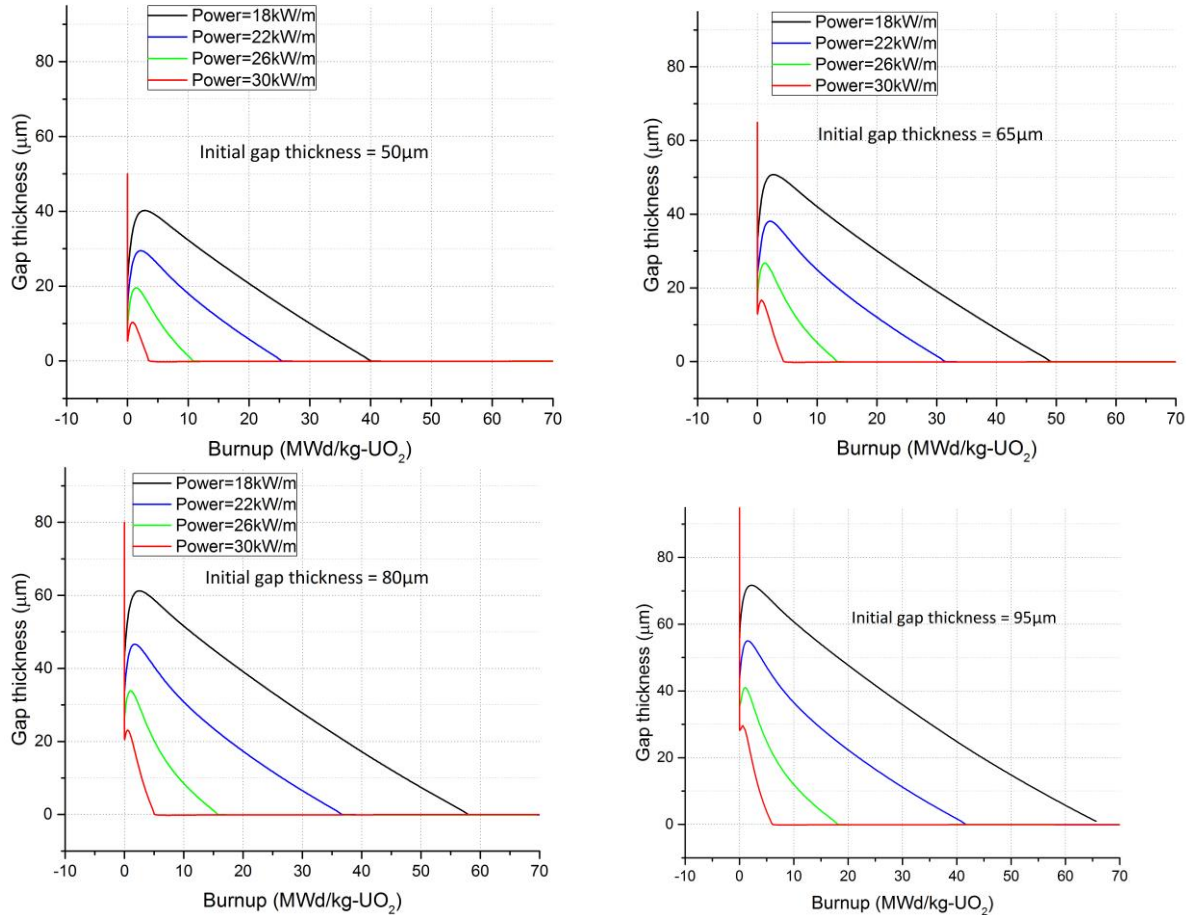 Power=18kW/m
Power=22kW/m
Power=26kW/m
Power=30kW/m
Initial gap thickness = 50μm
Gap thickness (μm)
80
60
40
20
0
-10 0 10 20 30 40 50 60 70
Burnup (MWd/kg-UO₂)
Power=18kW/m
Power=22kW/m
Power=26kW/m
Power=30kW/m
Initial gap thickness = 65μm
Gap thickness (μm)
80
60
40
20
0
-10 0 10 20 30 40 50 60 70
Burnup (MWd/kg-UO₂)
Power=18kW/m
Power=22kW/m
Power=26kW/m
Power=30kW/m
Initial gap thickness = 80μm
Gap thickness (μm)
80
60
40
20
0
-10 0 10 20 30 40 50 60 70
Burnup (MWd/kg-UO₂)
Initial gap thickness = 95μm
Gap thickness (μm)
80
60
40
20
0
-10 0 10 20 30 40 50 60 70
Burnup (MWd/kg-UO₂)